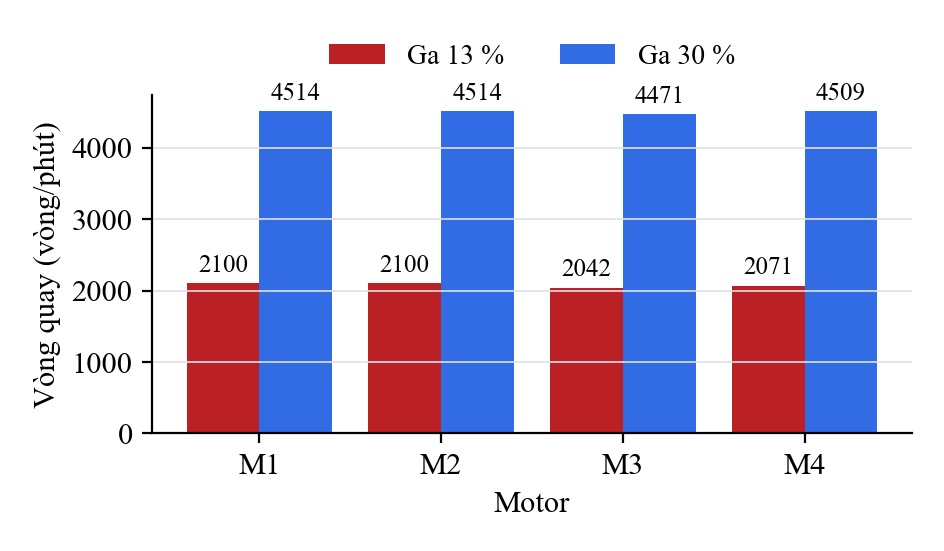 Ga 13 % Ga 30 %
4514 4514 4471 4509
2100 2100 2042 2071
Vòng quay (vòng/phút)
4000
3000
2000
1000
0
M1 M2 M3 M4
Motor